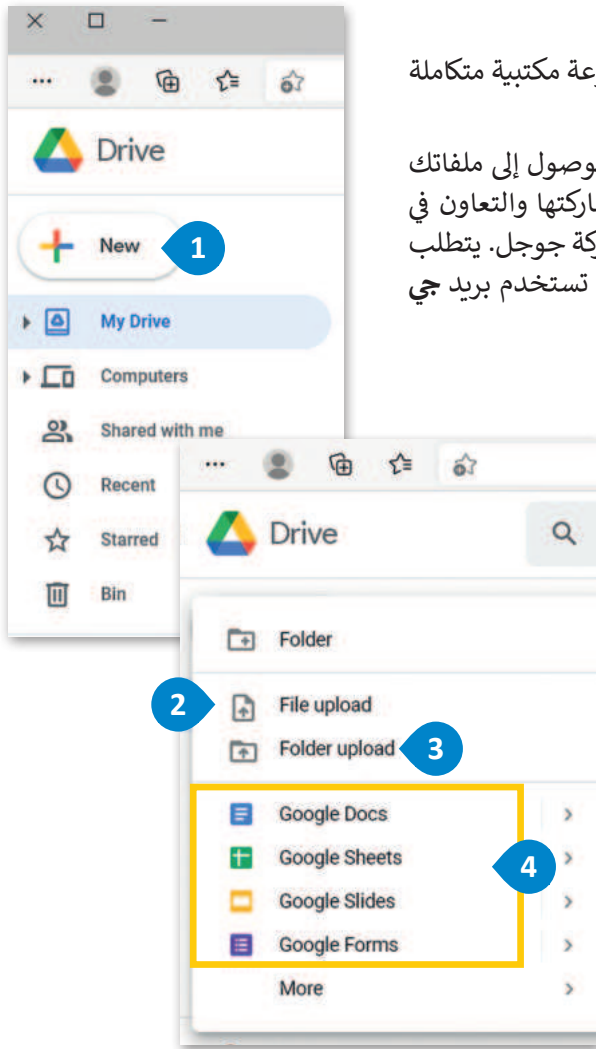 عة مكتبية متكاملة
وصول إلى ملفاتك
اركتها والتعاون في
كة جوجل. يتطلب
تستخدم بريد جي
...
Drive
New
1
My Drive
Computers
Shared with me
Recent
Starred
Bin
...
Drive
Folder
2
File upload
Folder upload
3
Google Docs
Google Sheets
4
Google Slides
Google Forms
More